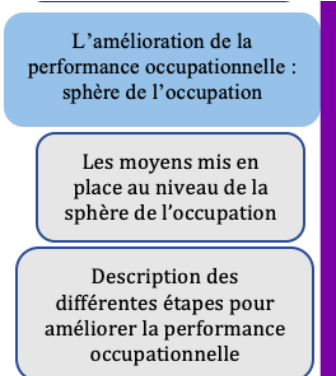 L’amélioration de la
performance occupationnelle :
sphère de l’occupation
Les moyens mis en
place au niveau de la
sphère de l’occupation
Description des
différentes étapes pour
améliorer la performance
occupationnelle